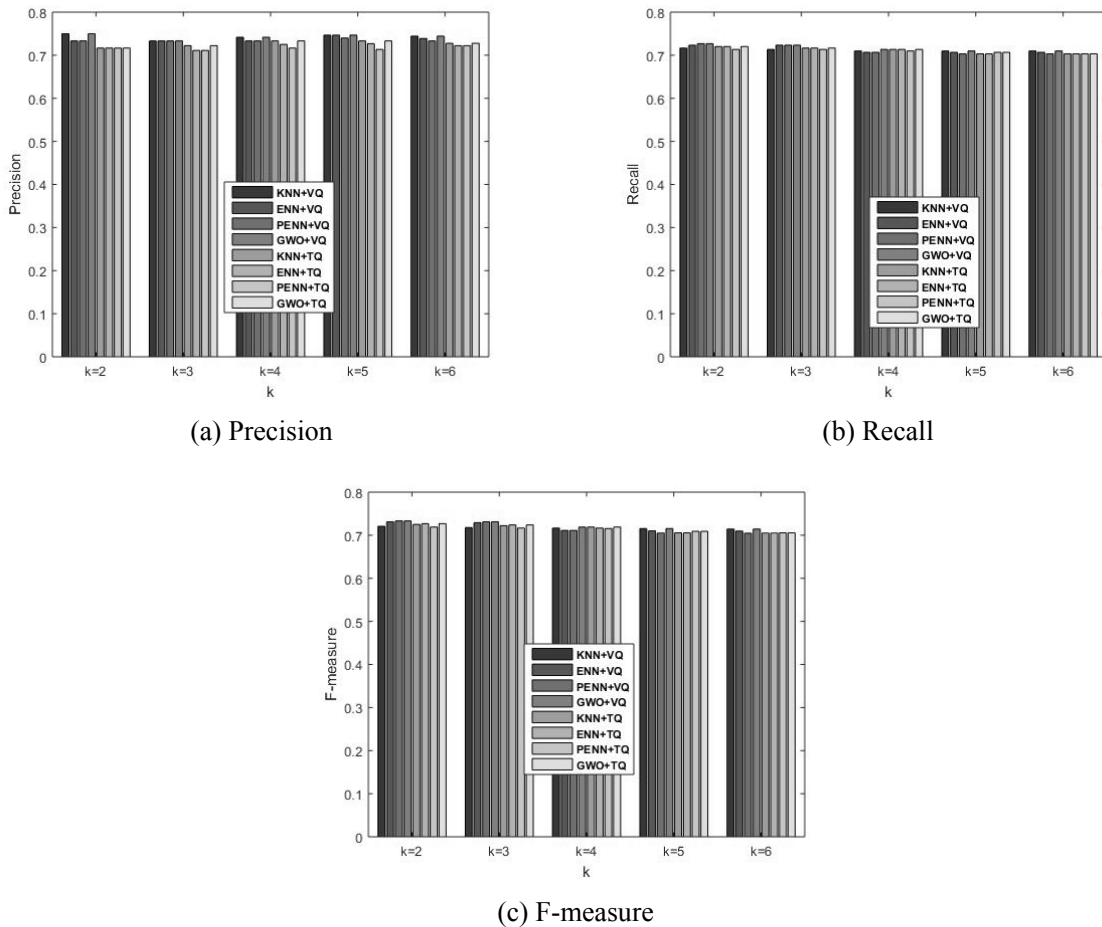 0.8
0.7
0.6
0.5
0.4
0.3
0.2
0.1
0
Precision
KNN+VQ
ENN+VQ
PENN+VQ
GWO+VQ
KNN+TQ
ENN+TQ
PENN+TQ
GWO+TQ
k=2 k=3 k=4 k=5 k=6
k
(a) Precision
0.8
0.7
0.6
0.5
0.4
0.3
0.2
0.1
0
Recall
KNN+VQ
ENN+VQ
PENN+VQ
GWO+VQ
KNN+TQ
ENN+TQ
PENN+TQ
GWO+TQ
k=2 k=3 k=4 k=5 k=6
k
(b) Recall
0.8
0.7
0.6
0.5
0.4
0.3
0.2
0.1
0
F-measure
KNN+VQ
ENN+VQ
PENN+VQ
GWO+VQ
KNN+TQ
ENN+TQ
PENN+TQ
GWO+TQ
k=2 k=3 k=4 k=5 k=6
k
(c) F-measure